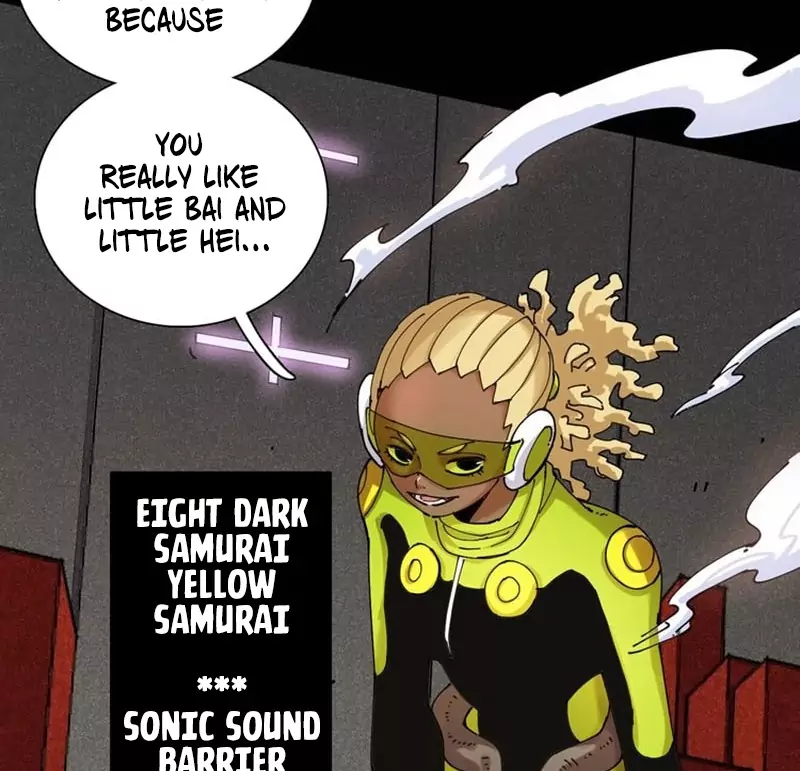 BECAUSE
YOU
REALLY LIKE
LITTLE BAI AND
LITTLE HEI...
EIGHT DARK
SAMURAI
YELLOW
SAMURAI
***
SONIC SOUND
BARRIER